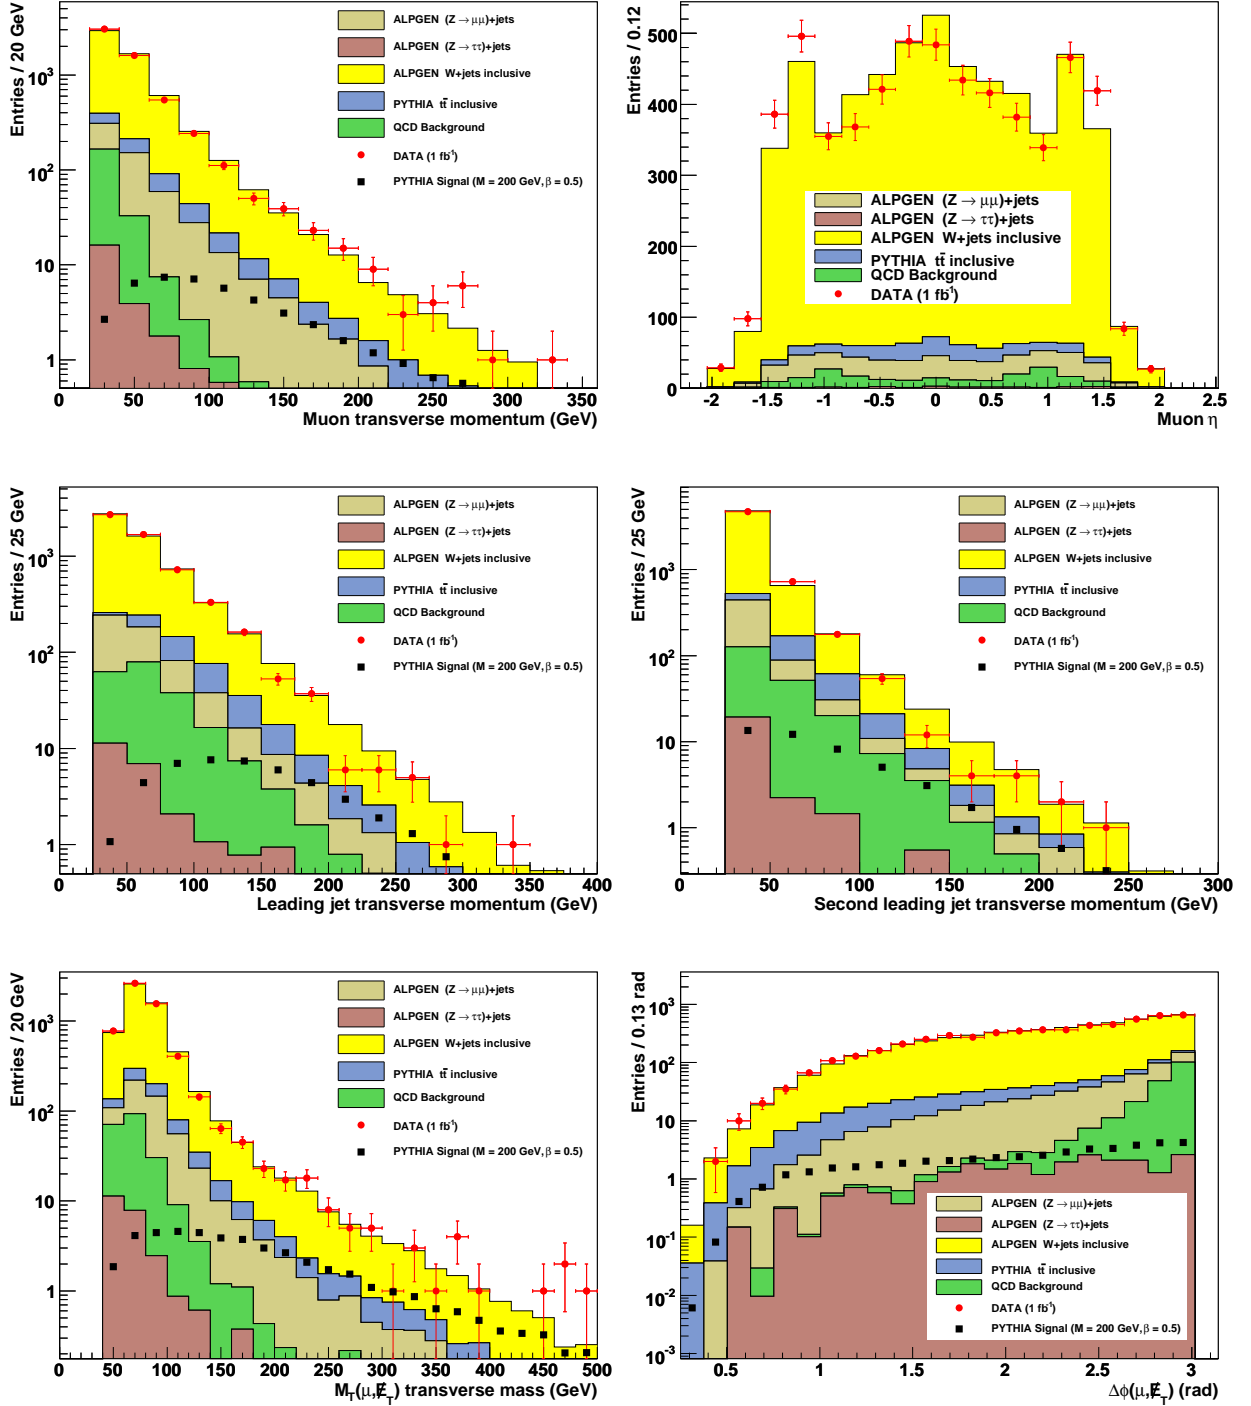 Entries / 20 GeV
10³
10²
10
1
ALPGEN (Z → μμ)+jets
ALPGEN (Z → ττ)+jets
ALPGEN W+jets inclusive
PYTHIA tt̄ inclusive
QCD Background
DATA (1 fb⁻¹)
PYTHIA Signal (M = 200 GeV, β = 0.5)
0 50 100 150 200 250 300 350
Muon transverse momentum (GeV)
Entries / 0.12
500
400
300
200
100
0
ALPGEN (Z → μμ)+jets
ALPGEN (Z → ττ)+jets
ALPGEN W+jets inclusive
PYTHIA tt̄ inclusive
QCD Background
DATA (1 fb⁻¹)
-2 -1.5 -1 -0.5 0 0.5 1 1.5 2 2.5
Muon η
Entries / 25 GeV
10³
10²
10
1
ALPGEN (Z → μμ)+jets
ALPGEN (Z → ττ)+jets
ALPGEN W+jets inclusive
PYTHIA tt̄ inclusive
QCD Background
DATA (1 fb⁻¹)
PYTHIA Signal (M = 200 GeV, β = 0.5)
0 50 100 150 200 250 300 350 400
Leading jet transverse momentum (GeV)
Entries / 25 GeV
10³
10²
10
1
ALPGEN (Z → μμ)+jets
ALPGEN (Z → ττ)+jets
ALPGEN W+jets inclusive
PYTHIA tt̄ inclusive
QCD Background
DATA (1 fb⁻¹)
PYTHIA Signal (M = 200 GeV, β = 0.5)
0 50 100 150 200 250 300
Second leading jet transverse momentum (GeV)
Entries / 20 GeV
10³
10²
10
1
ALPGEN (Z → μμ)+jets
ALPGEN (Z → ττ)+jets
ALPGEN W+jets inclusive
PYTHIA tt̄ inclusive
QCD Background
DATA (1 fb⁻¹)
PYTHIA Signal (M = 200 GeV, β = 0.5)
0 50 100 150 200 250 300 350 400 450 500
M_T(μ,E̸_T) transverse mass (GeV)
Entries / 0.13 rad
10³
10²
10
1
10⁻¹
10⁻²
10⁻³
ALPGEN (Z → μμ)+jets
ALPGEN (Z → ττ)+jets
ALPGEN W+jets inclusive
PYTHIA tt̄ inclusive
QCD Background
DATA (1 fb⁻¹)
PYTHIA Signal (M = 200 GeV, β = 0.5)
0.5 1 1.5 2 2.5 3
Δϕ(μ,E̸_T) (rad)